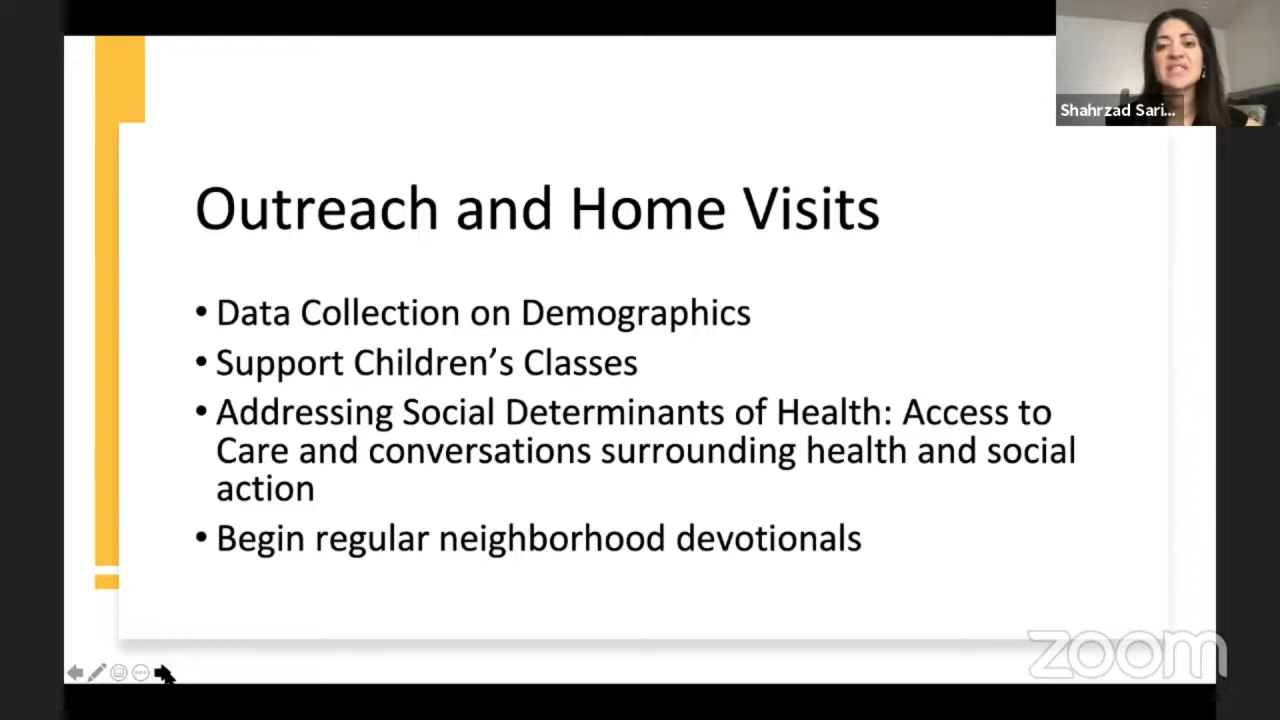 Shahrzad Sari...
Outreach and Home Visits
• Data Collection on Demographics
• Support Children’s Classes
• Addressing Social Determinants of Health: Access to
Care and conversations surrounding health and social
action
• Begin regular neighborhood devotionals
zoom